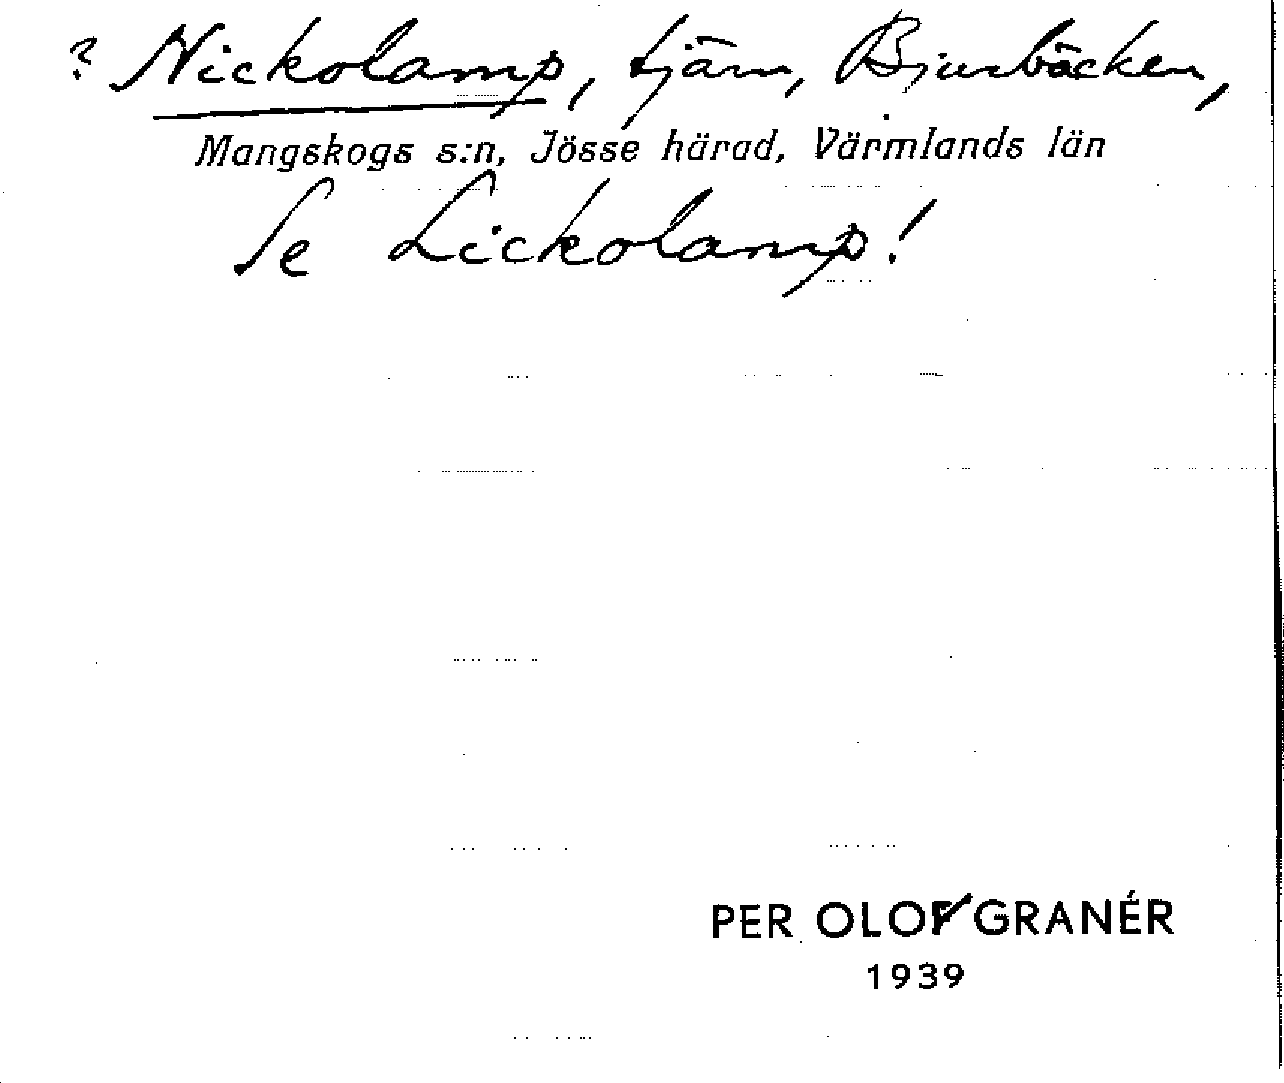 ? Nickolamp, tjärn, Bjurbäcken,
Mangskogs s:n, Jösse härad, Värmlands län
Se Lickolamp!
PER OLOF GRANÉR
1939